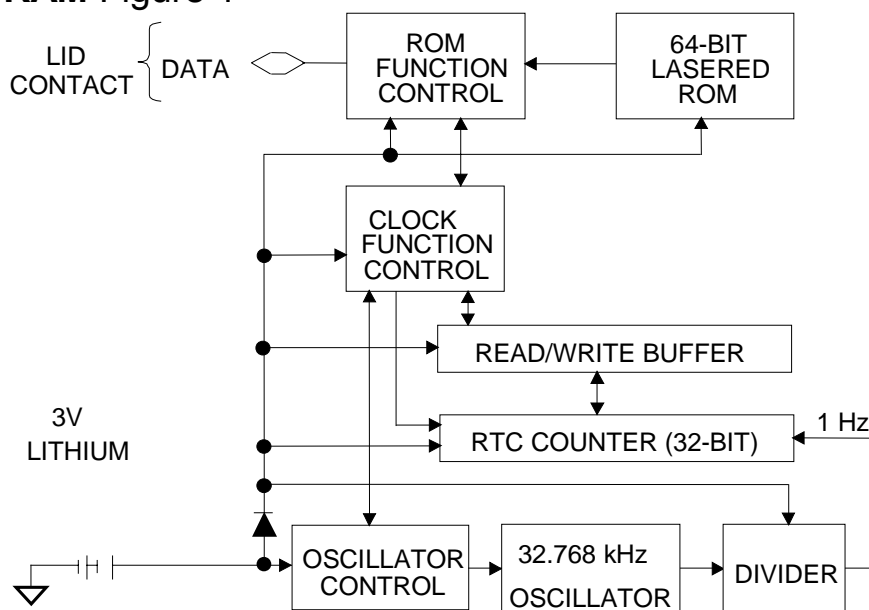 RAM Figure 1
LID
CONTACT
DATA
ROM
FUNCTION
CONTROL
64-BIT
LASERED
ROM
CLOCK
FUNCTION
CONTROL
READ/WRITE BUFFER
3V
LITHIUM
RTC COUNTER (32-BIT)
1 Hz
OSCILLATOR
CONTROL
32.768 kHz
OSCILLATOR
DIVIDER